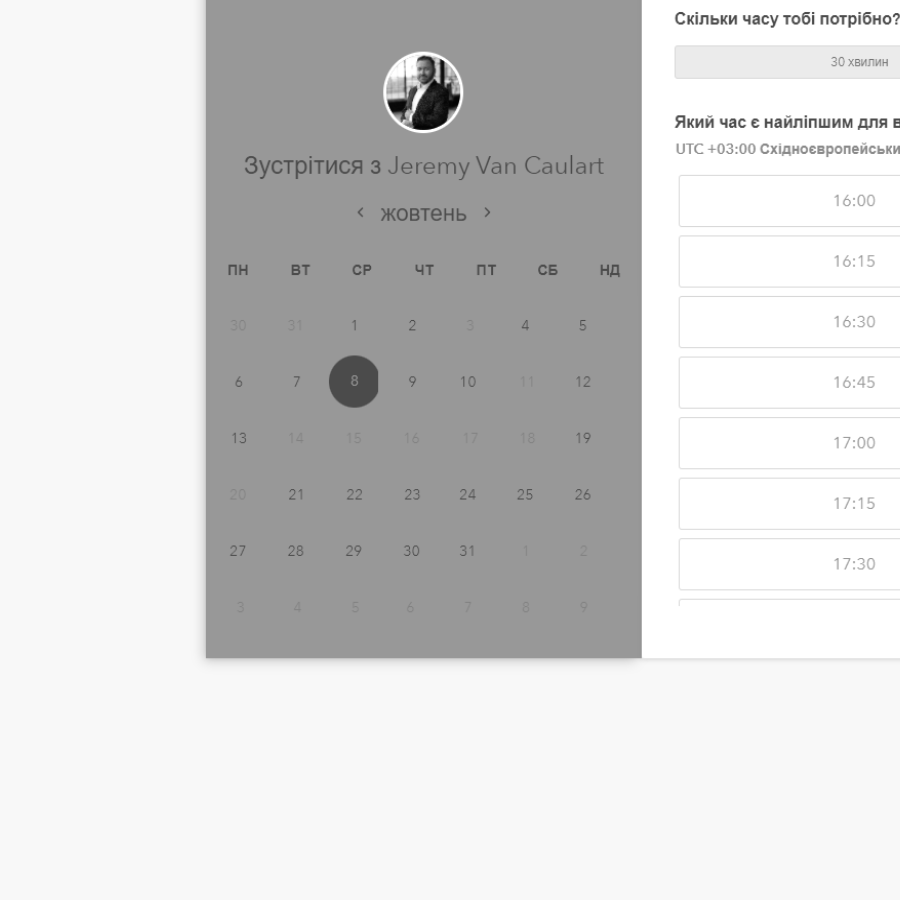 Зустрітися з Jeremy Van Caulart
жовтень
ПН ВТ СР ЧТ ПТ СБ НД
30 31 1 2 3 4 5
6 7 8 9 10 11 12
13 14 15 16 17 18 19
20 21 22 23 24 25 26
27 28 29 30 31 1 2
3 4 5 6 7 8 9
Скільки часу тобі потрібно?
30 хвилин
Який час є найліпшим для
UTC +03:00
16:00
16:15
16:30
16:45
17:00
17:15
17:30